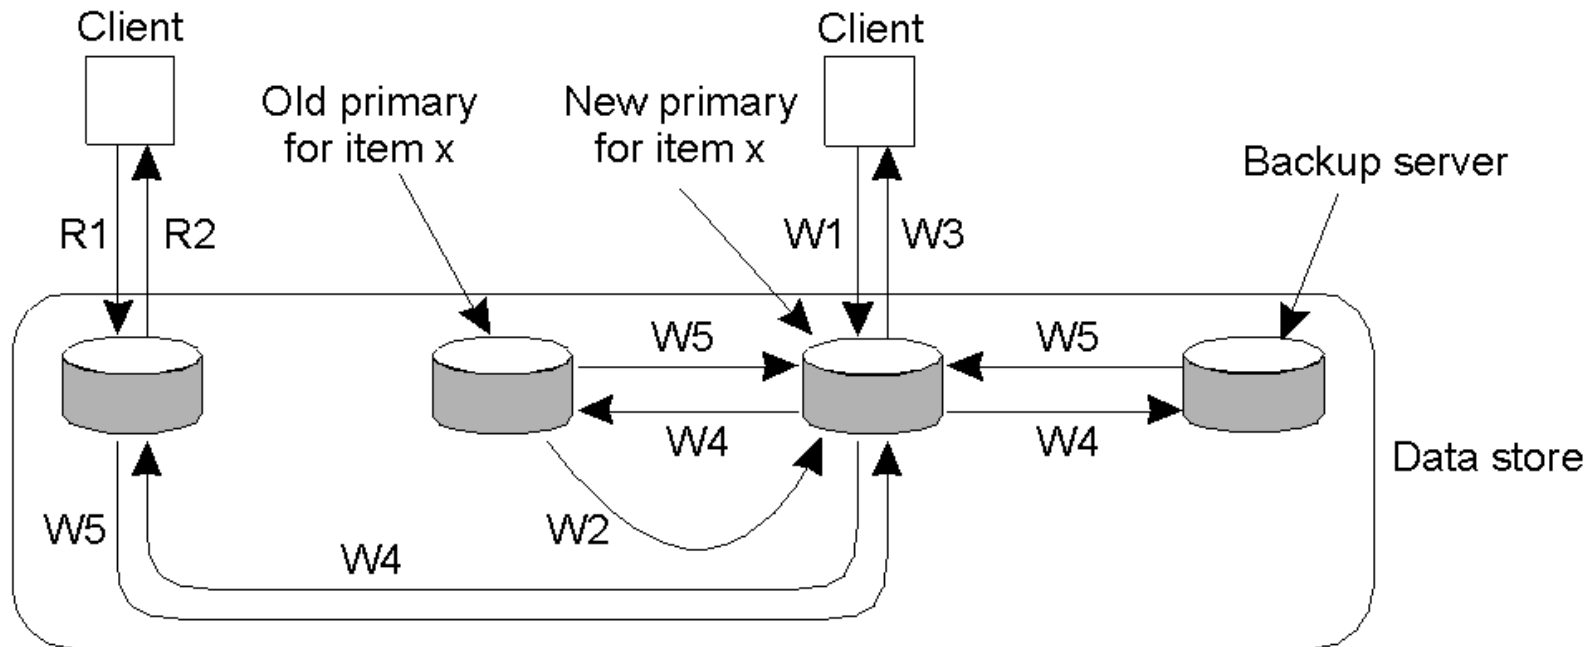 Client
Client
Old primary
for item x
New primary
for item x
Backup server
R1
R2
W1
W3
W5
W5
W4
W4
Data store
W5
W2
W4